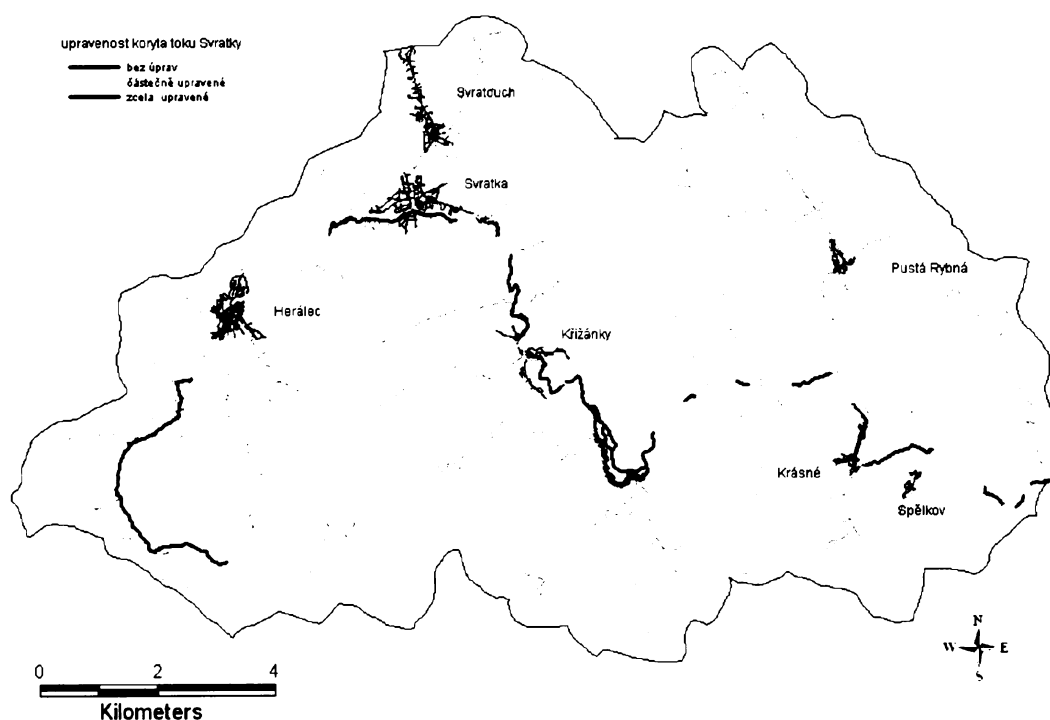 upravenost koryta toku Svratky
bez úprav
částečně upravené
zcela upravené
Svratouch
Svratka
Pustá Rybná
Herálec
Křižánky
Krásné
Spělkov
N
W E
S
0 2 4
Kilometers